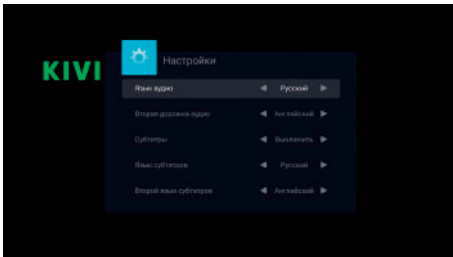 KIVI
Настройки
Язык аудио ◀ Русский ▶
Вторая дорожка аудио ◀ Английский ▶
Субтитры ◀ Выключить ▶
Язык субтитров ◀ Русский ▶
Второй язык субтитров ◀ Английский ▶